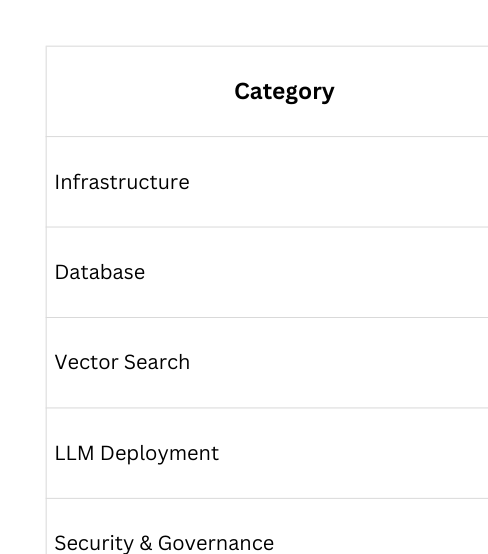 Category
Infrastructure
Database
Vector Search
LLM Deployment
Security & Governance